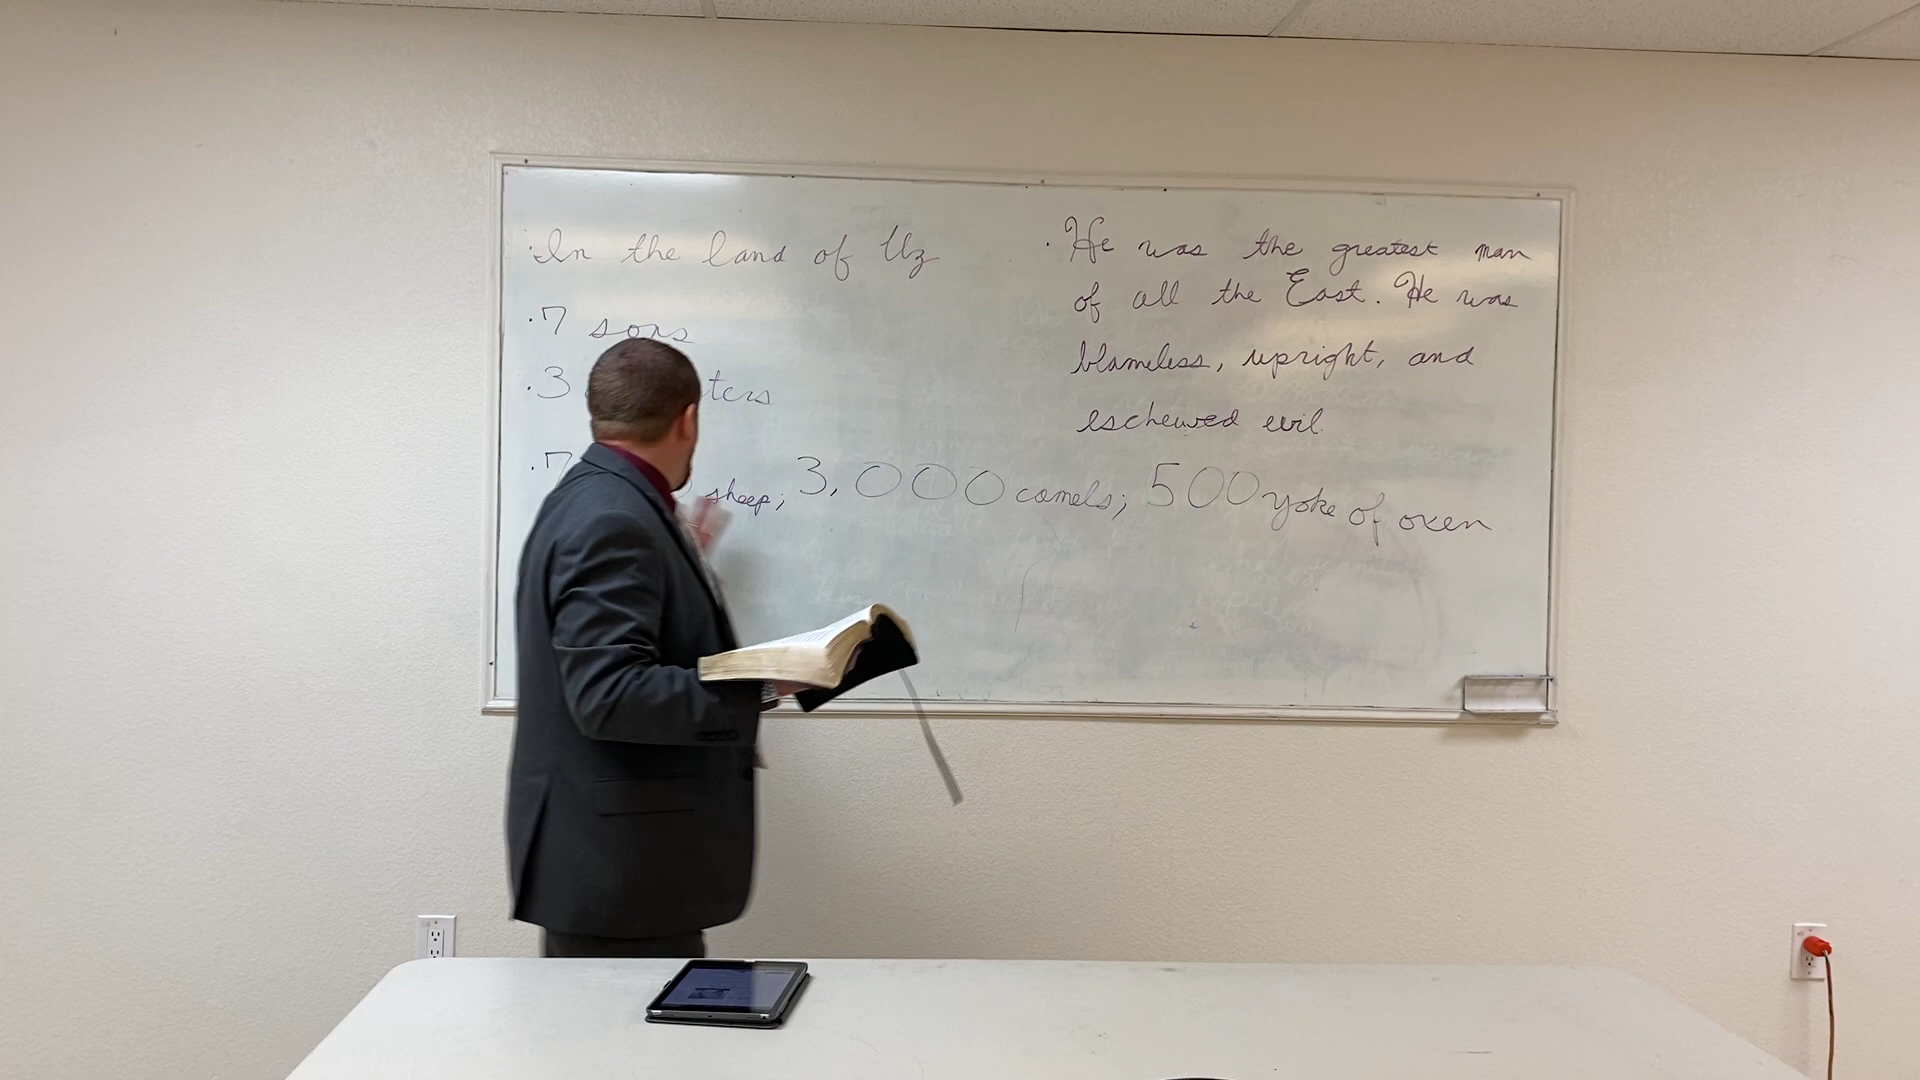 · In the land of Uz
· 7 sons
· 3
· 7 sheep; 3,000 camels; 500 yoke of oxen
· He was the greatest man
of all the East. He was
blameless, upright, and
eschewed evil.